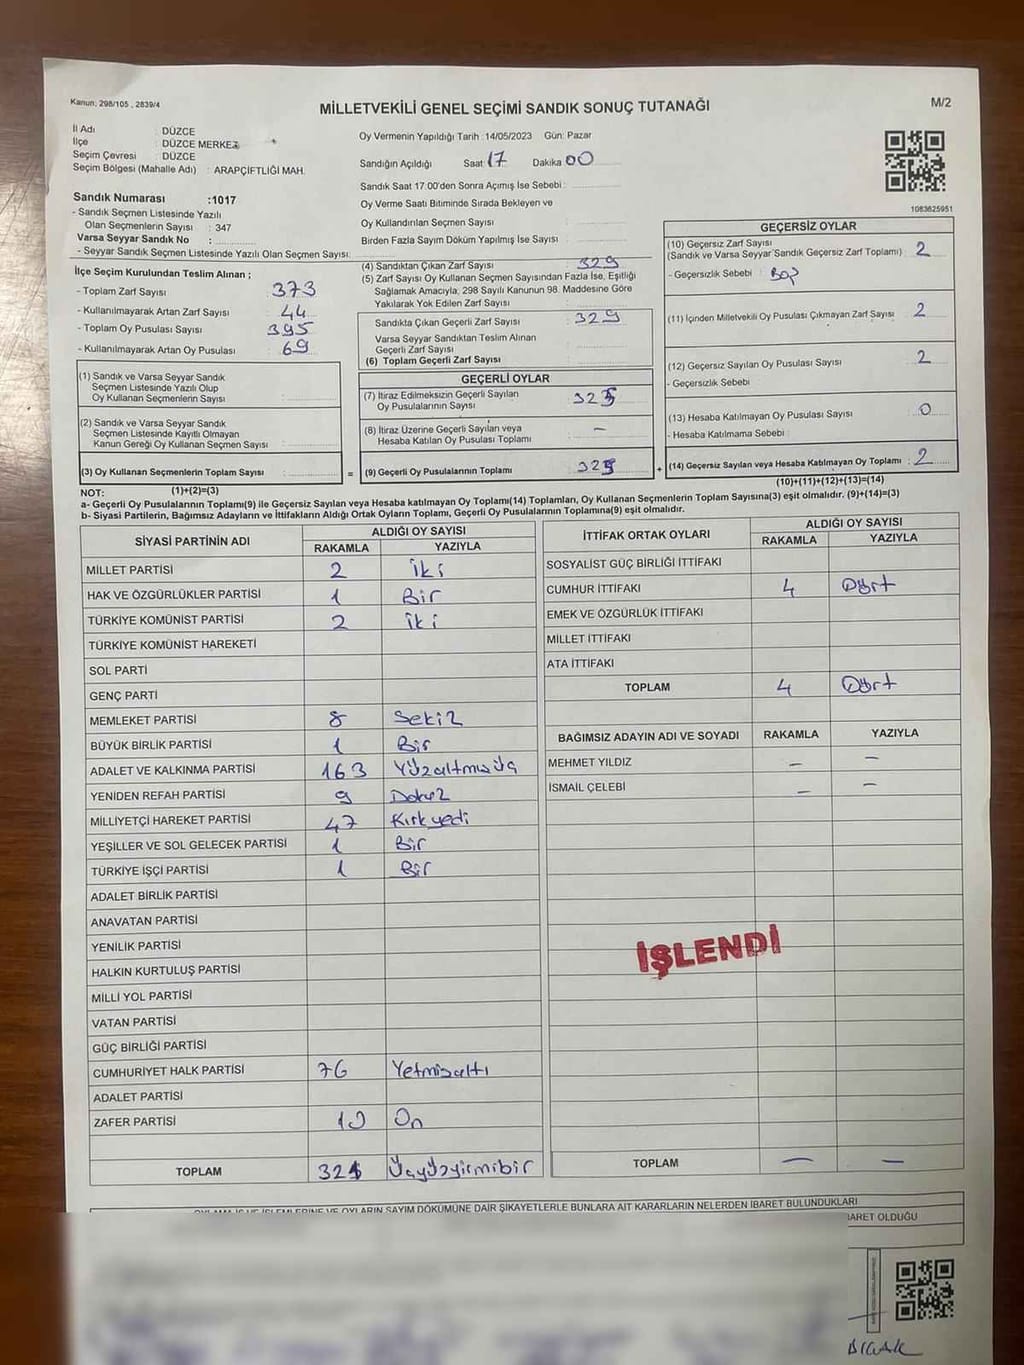 Kanun: 298/105 , 2839/4
MİLLETVEKİLİ GENEL SEÇİMİ SANDIK SONUÇ TUTANAĞI
M/2
İl Adı : DÜZCE
İlçe : DÜZCE MERKEZ
Seçim Çevresi : DÜZCE
Seçim Bölgesi (Mahalle Adı) : ARAPÇİFTLİĞİ MAH.
Sandık Numarası :1017
- Sandık Seçmen Listesinde Yazılı
Olan Seçmenlerin Sayısı : 347
Varsa Seyyar Sandık No :
- Seyyar Sandık Seçmen Listesinde Yazılı Olan Seçmen Sayısı:
Oy Vermenin Yapıldığı Tarih :14/05/2023 Gün: Pazar
Sandığın Açıldığı Saat 17 Dakika 00
Sandık Saat 17.00'den Sonra Açımış İse Sebebi :
Oy Verme Saati Bitiminde Sırada Bekleyen ve
Oy Kullandırılan Seçmen Sayısı :
Birden Fazla Sayım Döküm Yapılmış İse Sayısı :
1083625951
İlçe Seçim Kurulundan Teslim Alınan ;
- Toplam Zarf Sayısı 373
- Kullanılmayarak Artan Zarf Sayısı 44
- Toplam Oy Pusulası Sayısı 395
- Kullanılmayarak Artan Oy Pusulası 69
(4) Sandıktan Çıkan Zarf Sayısı 329
(5) Zarf Sayısı Oy Kullanan Seçmen Sayısından Fazla İse, Eşitliği
Sağlamak Amacıyla, 298 Sayılı Kanunun 98. Maddesine Göre
Yakılarak Yok Edilen Zarf Sayısı :
Sandıkta Çıkan Geçerli Zarf Sayısı : 329
Varsa Seyyar Sandıktan Teslim Alınan
Geçerli Zarf Sayısı :
(6) Toplam Geçerli Zarf Sayısı :
GEÇERSİZ OYLAR
(10) Geçersiz Zarf Sayısı
(Sandık ve Varsa Seyyar Sandık Geçersiz Zarf Toplamı) : 2
- Geçersizlik Sebebi : Boş
(11) İçinden Milletvekili Oy Pusulası Çıkmayan Zarf Sayısı : 2
(12) Geçersiz Sayılan Oy Pusulası Sayısı : 2
- Geçersizlik Sebebi :
(13) Hesaba Katılmayan Oy Pusulası Sayısı : 0
- Hesaba Katılmama Sebebi :
(14) Geçersiz Sayılan veya Hesaba Katılmayan Oy Toplamı : 2
(10)+(11)+(12)+(13)=(14)
(1) Sandık ve Varsa Seyyar Sandık
Seçmen Listesinde Yazılı Olup
Oy Kullanan Seçmenlerin Sayısı :
(2) Sandık ve Varsa Seyyar Sandık
Seçmen Listesinde Kayıtlı Olmayan
Kanun Gereği Oy Kullanan Seçmen Sayısı :
(3) Oy Kullanan Seçmenlerin Toplam Sayısı :
(1)+(2)=(3)
=
GEÇERLİ OYLAR
(7) İtiraz Edilmeksizin Geçerli Sayılan
Oy Pusulalarının Sayısı : 325
(8) İtiraz Üzerine Geçerli Sayılan veya
Hesaba Katılan Oy Pusulası Toplamı : –
(9) Geçerli Oy Pusulalarının Toplamı : 325
+
NOT:
a- Geçerli Oy Pusulalarının Toplamı(9) ile Geçersiz Sayılan veya Hesaba katılmayan Oy Toplamı(14) Toplamları, Oy Kullanan Seçmenlerin Toplam Sayısına(3) eşit olmalıdır. (9)+(14)=(3)
b- Siyasi Partilerin, Bağımsız Adayların ve İttifakların Aldığı Ortak Oyların Toplamı, Geçerli Oy Pusulalarının Toplamına(9) eşit olmalıdır.
SİYASİ PARTİNİN ADI ALDIĞI OY SAYISI
RAKAMLA YAZIYLA
MİLLET PARTİSİ 2 iki
HAK VE ÖZGÜRLÜKLER PARTİSİ 1 Bir
TÜRKİYE KOMÜNİST PARTİSİ 2 iki
TÜRKİYE KOMÜNİST HAREKETİ
SOL PARTİ
GENÇ PARTİ
MEMLEKET PARTİSİ 8 Sekiz
BÜYÜK BİRLİK PARTİSİ 1 Bir
ADALET VE KALKINMA PARTİSİ 163 Yüzaltmışüç
YENİDEN REFAH PARTİSİ 9 Dokuz
MİLLİYETÇİ HAREKET PARTİSİ 47 Kırkyedi
YEŞİLLER VE SOL GELECEK PARTİSİ 1 Bir
TÜRKİYE İŞÇİ PARTİSİ 1 Bir
ADALET BİRLİK PARTİSİ
ANAVATAN PARTİSİ
YENİLİK PARTİSİ
HALKIN KURTULUŞ PARTİSİ
MİLLİ YOL PARTİSİ
VATAN PARTİSİ
GÜÇ BİRLİĞİ PARTİSİ
CUMHURİYET HALK PARTİSİ 76 Yetmişaltı
ADALET PARTİSİ
ZAFER PARTİSİ 10 On
TOPLAM 321 Üçyüzyirmibir
İTTİFAK ORTAK OYLARI ALDIĞI OY SAYISI
RAKAMLA YAZIYLA
SOSYALİST GÜÇ BİRLİĞİ İTTİFAKI
CUMHUR İTTİFAKI 4 Dört
EMEK VE ÖZGÜRLÜK İTTİFAKI
MİLLET İTTİFAKI
ATA İTTİFAKI
TOPLAM 4 Dört
BAĞIMSIZ ADAYIN ADI VE SOYADI RAKAMLA YAZIYLA
MEHMET YILDIZ – –
İSMAİL ÇELEBİ – –
İŞLENDİ
TOPLAM – –
OYLAMA İŞ VE İŞLEMLERİNE VE OYLARIN SAYIM DÖKÜMÜNE DAİR ŞİKAYETLERLE BUNLARA AİT KARARLARIN NELERDEN İBARET BULUNDUKLARI
BARET OLDUĞU